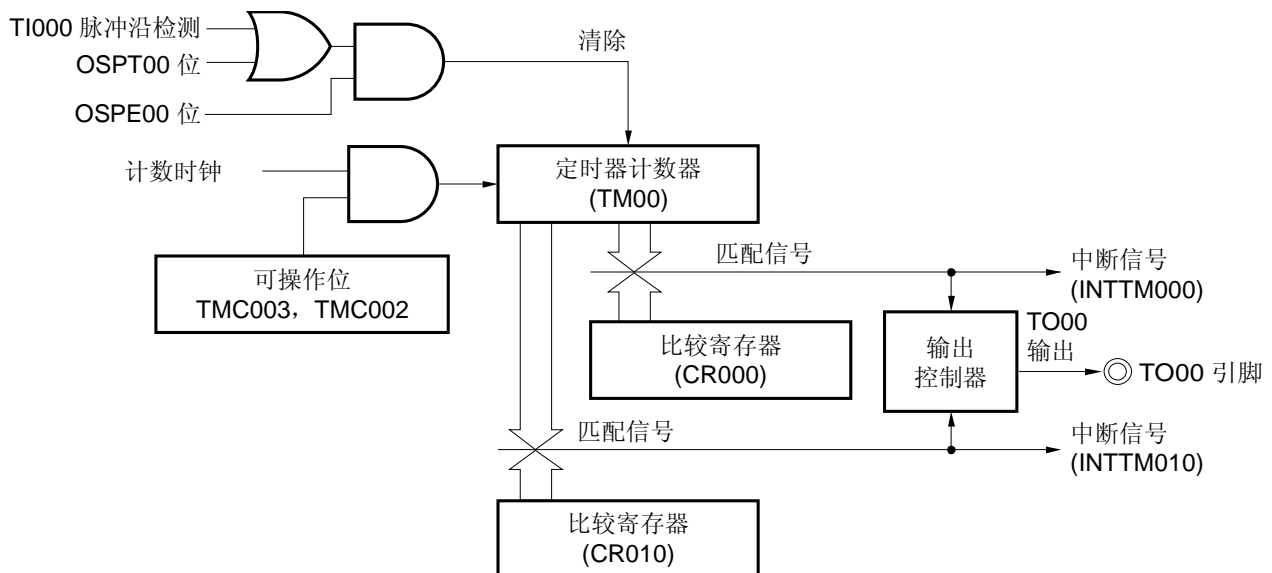 TI000 脉冲沿检测
OSPT00 位
OSPE00 位
清除
计数时钟
定时器计数器
(TM00)
可操作位
TMC003，TMC002
匹配信号
中断信号
(INTTM000)
比较寄存器
(CR000)
输出
控制器
TO00
输出
TO00 引脚
匹配信号
中断信号
(INTTM010)
比较寄存器
(CR010)